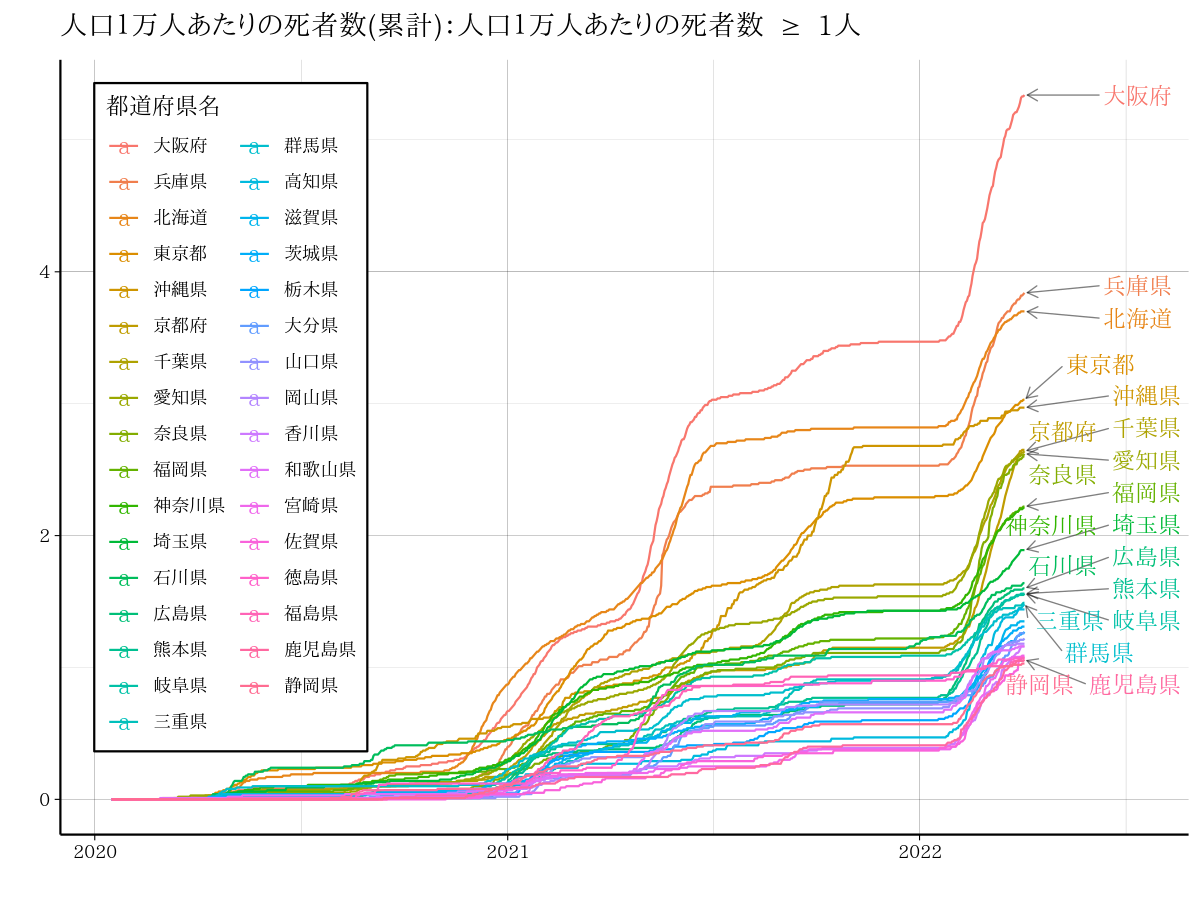 人口1万人あたりの死者数(累計): 人口1万人あたりの死者数 ≥ 1人
都道府県名
a 大阪府 a 群馬県
a 兵庫県 a 高知県
a 北海道 a 滋賀県
a 東京都 a 茨城県
a 沖縄県 a 栃木県
a 京都府 a 大分県
a 千葉県 a 山口県
a 愛知県 a 岡山県
a 奈良県 a 香川県
a 福岡県 a 和歌山県
a 神奈川県 a 宮崎県
a 埼玉県 a 佐賀県
a 石川県 a 徳島県
a 広島県 a 福島県
a 熊本県 a 鹿児島県
a 岐阜県 a 静岡県
a 三重県
大阪府
兵庫県
北海道
東京都
沖縄県
京都府 千葉県
愛知県
奈良県
福岡県
神奈川県 埼玉県
広島県
石川県
熊本県
三重県 岐阜県
群馬県
静岡県 鹿児島県
4
2
0
2020 2021 2022